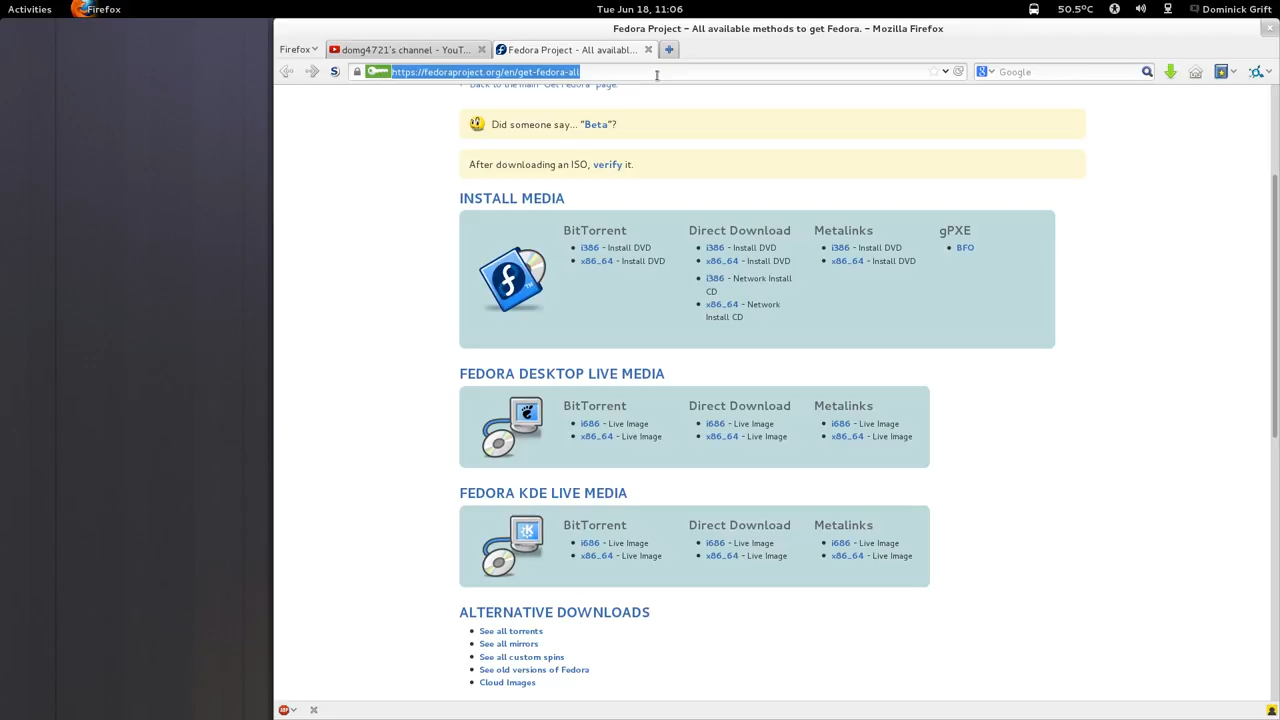 Activities Firefox Tue Jun 18, 11:06 50.5°C Dominick Grift
Fedora Project – All available methods to get Fedora. – Mozilla Firefox
Firefox domg4721's channel - YouT... Fedora Project - All availabl...
https://fedoraproject.org/en/get-fedora-all Google
Back to the main "Get Fedora" page.
Did someone say... "Beta"?
After downloading an ISO, verify it.
INSTALL MEDIA
BitTorrent
i386 - Install DVD
x86_64 - Install DVD
Direct Download
i386 - Install DVD
x86_64 - Install DVD
i386 - Network Install
CD
x86_64 - Network
Install CD
Metalinks
i386 - Install DVD
x86_64 - Install DVD
gPXE
BFO
FEDORA DESKTOP LIVE MEDIA
BitTorrent
i686 - Live Image
x86_64 - Live Image
Direct Download
i686 - Live Image
x86_64 - Live Image
Metalinks
i686 - Live Image
x86_64 - Live Image
FEDORA KDE LIVE MEDIA
BitTorrent
i686 - Live Image
x86_64 - Live Image
Direct Download
i686 - Live Image
x86_64 - Live Image
Metalinks
i686 - Live Image
x86_64 - Live Image
ALTERNATIVE DOWNLOADS
See all torrents
See all mirrors
See all custom spins
See old versions of Fedora
Cloud Images
ABP